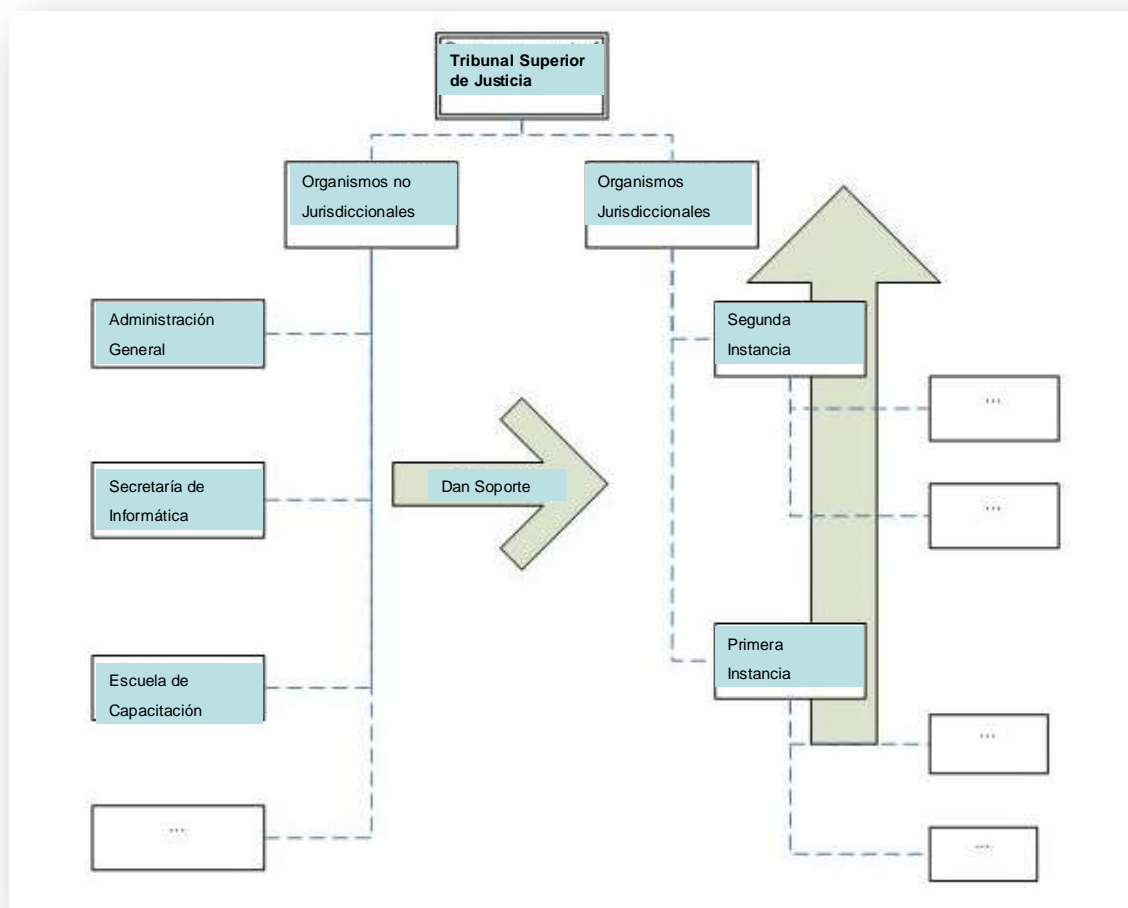 Tribunal Superior
de Justicia
Organismos no
Jurisdiccionales
Organismos
Jurisdiccionales
Administración
General
Segunda
Instancia
...
Secretaría de
Informática
Dan Soporte
...
Primera
Instancia
Escuela de
Capacitación
...
...
...